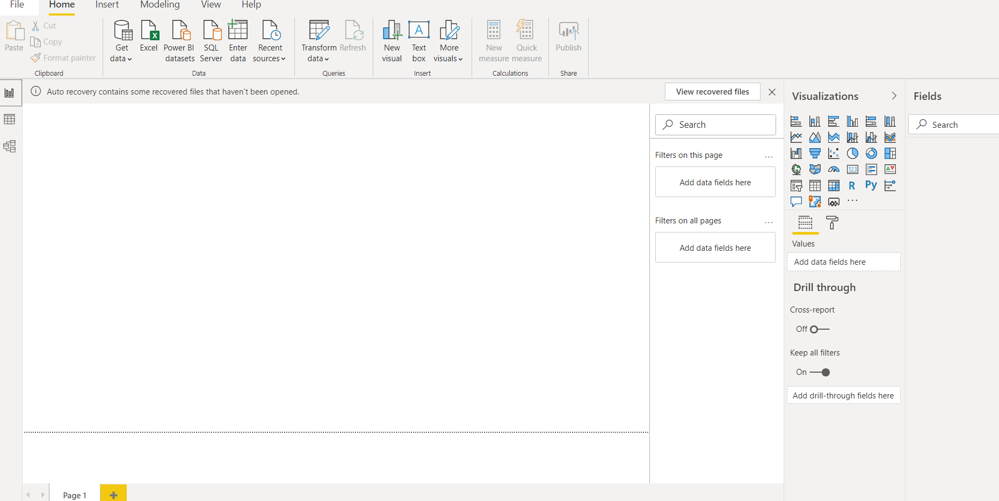 File Home Insert Modeling View Help
Paste
Cut
Copy
Format painter
Clipboard
Get data
Excel
Power BI datasets
SQL Server
Enter data
Recent sources
Data
Transform data
Refresh
Queries
New visual
Text box
More visuals
Insert
New measure
Quick measure
Calculations
Publish
Share
Auto recovery contains some recovered files that haven't been opened.
View recovered files
Search
Filters on this page ...
Add data fields here
Filters on all pages ...
Add data fields here
Visualizations
123
R Py
...
Values
Add data fields here
Drill through
Cross-report
Off
Keep all filters
On
Add drill-through fields here
Fields
Search
Page 1